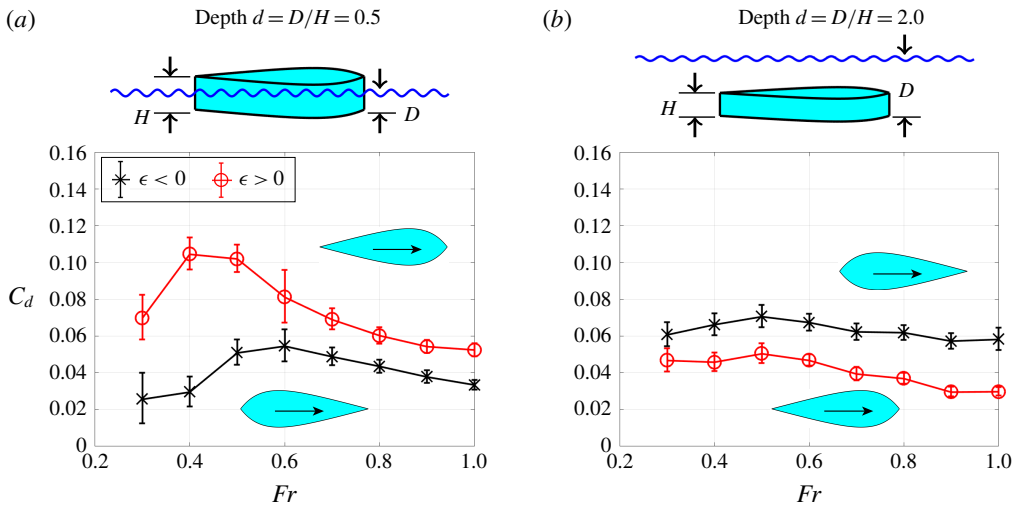 (a)
Depth d = D/H = 0.5
H
D
0.16
0.14
0.12
0.10
0.08
0.06
0.04
0.02
0
C_d
ϵ < 0
ϵ > 0
0.2
0.4
0.6
0.8
1.0
Fr
(b)
Depth d = D/H = 2.0
H
D
0.16
0.14
0.12
0.10
0.08
0.06
0.04
0.02
0
0.2
0.4
0.6
0.8
1.0
Fr